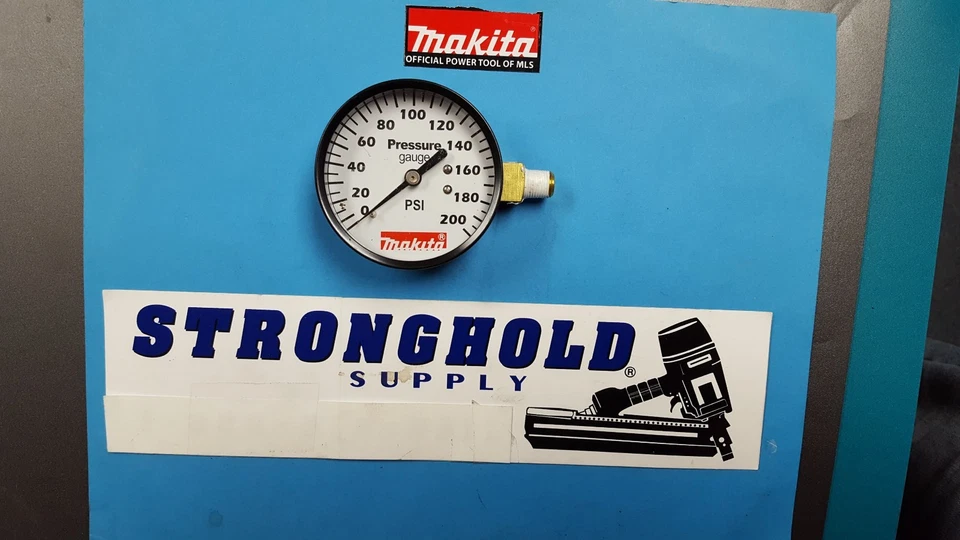 Makita
OFFICIAL POWER TOOL OF MLS
0 20 40 60 80 100 120 140 160 180 200
Pressure
gauge
PSI
Makita®
STRONGHOLD®
SUPPLY